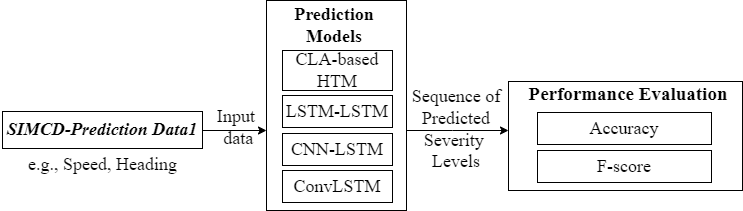 SIMCD-Prediction Data1
e.g., Speed, Heading
Input
data
Prediction
Models
CLA-based
HTM
LSTM-LSTM
CNN-LSTM
ConvLSTM
Sequence of
Predicted
Severity
Levels
Performance Evaluation
Accuracy
F-score